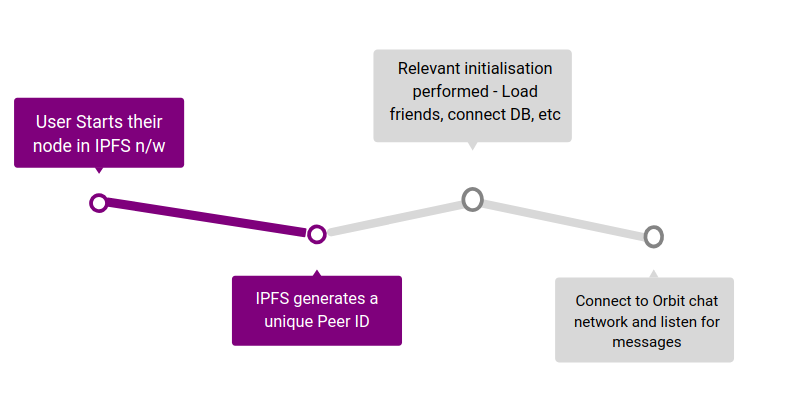 User Starts their
node in IPFS n/w
IPFS generates a
unique Peer ID
Relevant initialisation
performed - Load
friends, connect DB, etc
Connect to Orbit chat
network and listen for
messages